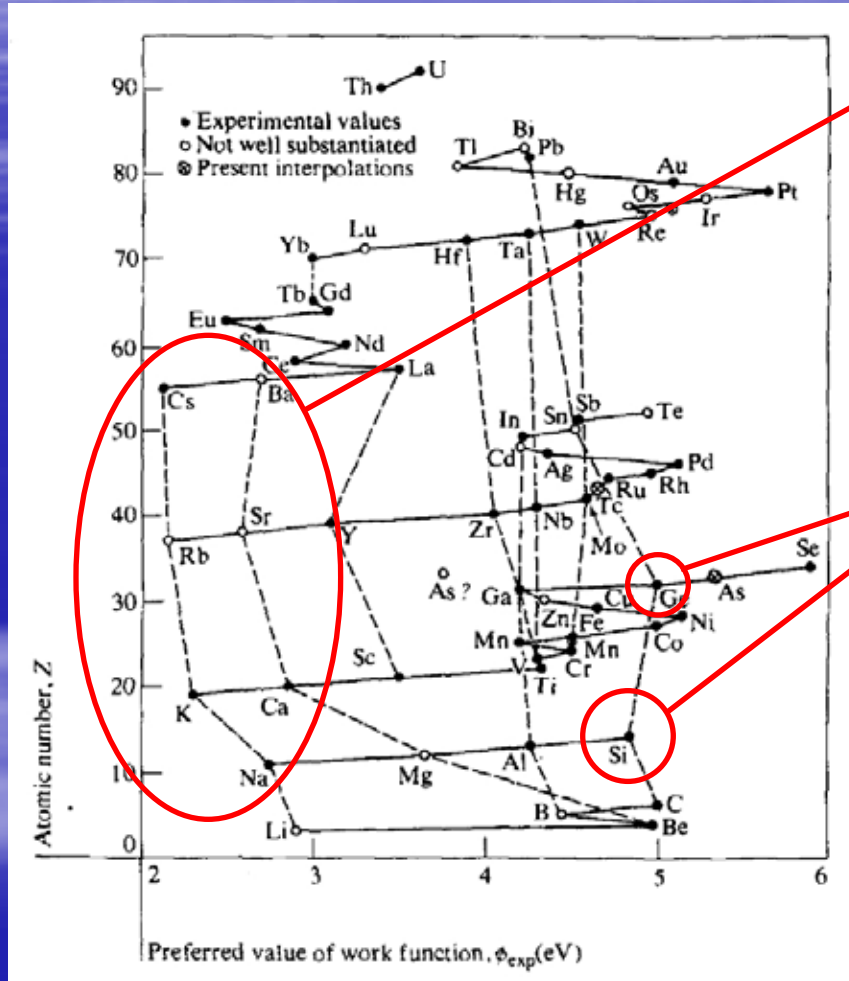 90
Th
U
• Experimental values
○ Not well substantiated
⊗ Present interpolations
Bi
Tl
Pb
80
Hg
Au
Os
Pt
Ir
Re
Lu
W
Yb
Hf
Ta
70
Tb
Gd
Eu
Sm
Nd
60
Ce
La
Cs
Ba
50
In
Sn
Sb
Te
Cd
Ag
Pd
Ru
Rh
40
Sr
Tc
Rb
Y
Zr
Nb
Mo
Se
30
As ?
Ga
Cu
Ge
As
Zn
Fe
Ni
Mn
Mn
Co
Sc
V
Cr
20
Ti
K
Ca
Si
10
Na
Mg
Al
B
C
Li
Be
0
2
3
4
5
6
Atomic number, Z
Preferred value of work function, ϕexp(eV)